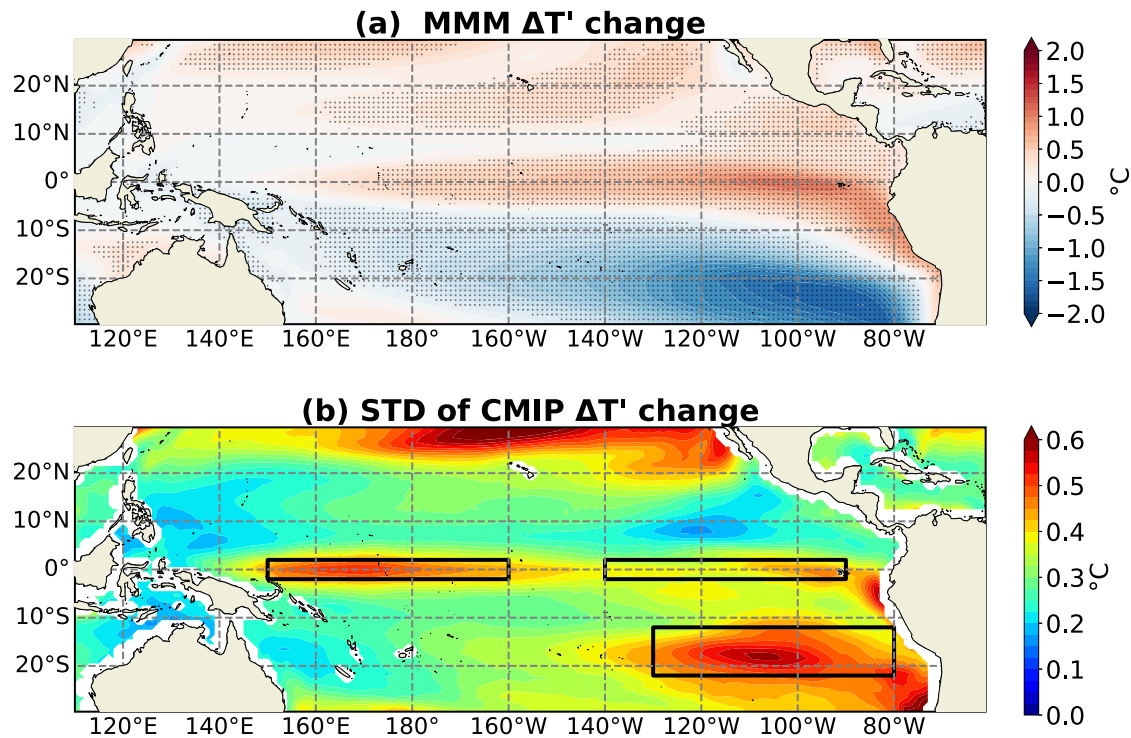 (a)  MMM ΔT' change
20°N
10°N
0°
10°S
20°S
120°E 140°E 160°E 180° 160°W 140°W 120°W 100°W 80°W
2.0
1.5
1.0
0.5
0.0
−0.5
−1.0
−1.5
−2.0
°C
(b) STD of CMIP ΔT' change
20°N
10°N
0°
10°S
20°S
120°E 140°E 160°E 180° 160°W 140°W 120°W 100°W 80°W
0.6
0.5
0.4
0.3
0.2
0.1
0.0
°C